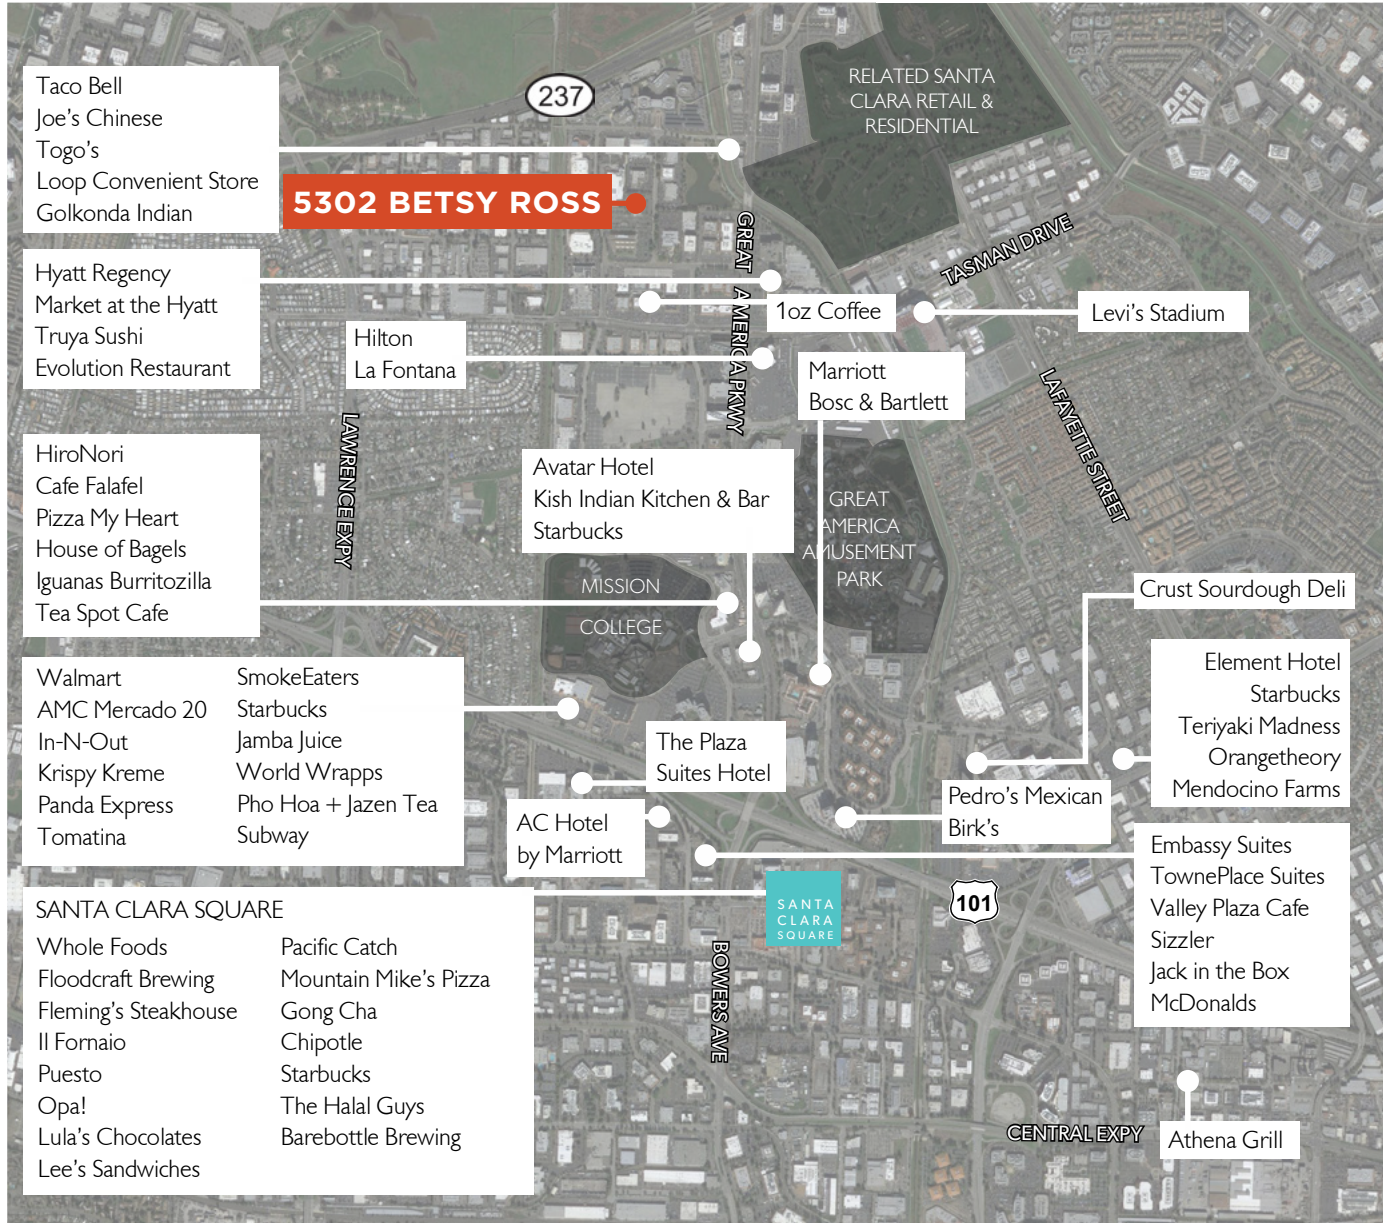 237
RELATED SANTA
CLARA RETAIL &
RESIDENTIAL
Taco Bell
Joe's Chinese
Togo's
Loop Convenient Store
Golkonda Indian
5302 BETSY ROSS
GREAT AMERICA PKWY
TASMAN DRIVE
Hyatt Regency
Market at the Hyatt
Truya Sushi
Evolution Restaurant
1oz Coffee
Levi's Stadium
Hilton
La Fontana
Marriott
Bosc & Bartlett
LAFAYETTE STREET
LAWRENCE EXPY
HiroNori
Cafe Falafel
Pizza My Heart
House of Bagels
Iguanas Burritozilla
Tea Spot Cafe
Avatar Hotel
Kish Indian Kitchen & Bar
Starbucks
GREAT
AMERICA
AMUSEMENT
PARK
MISSION
COLLEGE
Crust Sourdough Deli
Element Hotel
Starbucks
Teriyaki Madness
Orangetheory
Mendocino Farms
Walmart
AMC Mercado 20
In-N-Out
Krispy Kreme
Panda Express
Tomatina
SmokeEaters
Starbucks
Jamba Juice
World Wrapps
Pho Hoa + Jazen Tea
Subway
The Plaza
Suites Hotel
AC Hotel
by Marriott
Pedro's Mexican
Birk's
Embassy Suites
TownePlace Suites
Valley Plaza Cafe
Sizzler
Jack in the Box
McDonalds
101
SANTA
CLARA
SQUARE
BOWERS AVE
SANTA CLARA SQUARE
Whole Foods
Floodcraft Brewing
Fleming's Steakhouse
Il Fornaio
Puesto
Opa!
Lula's Chocolates
Lee's Sandwiches
Pacific Catch
Mountain Mike's Pizza
Gong Cha
Chipotle
Starbucks
The Halal Guys
Barebottle Brewing
CENTRAL EXPY
Athena Grill